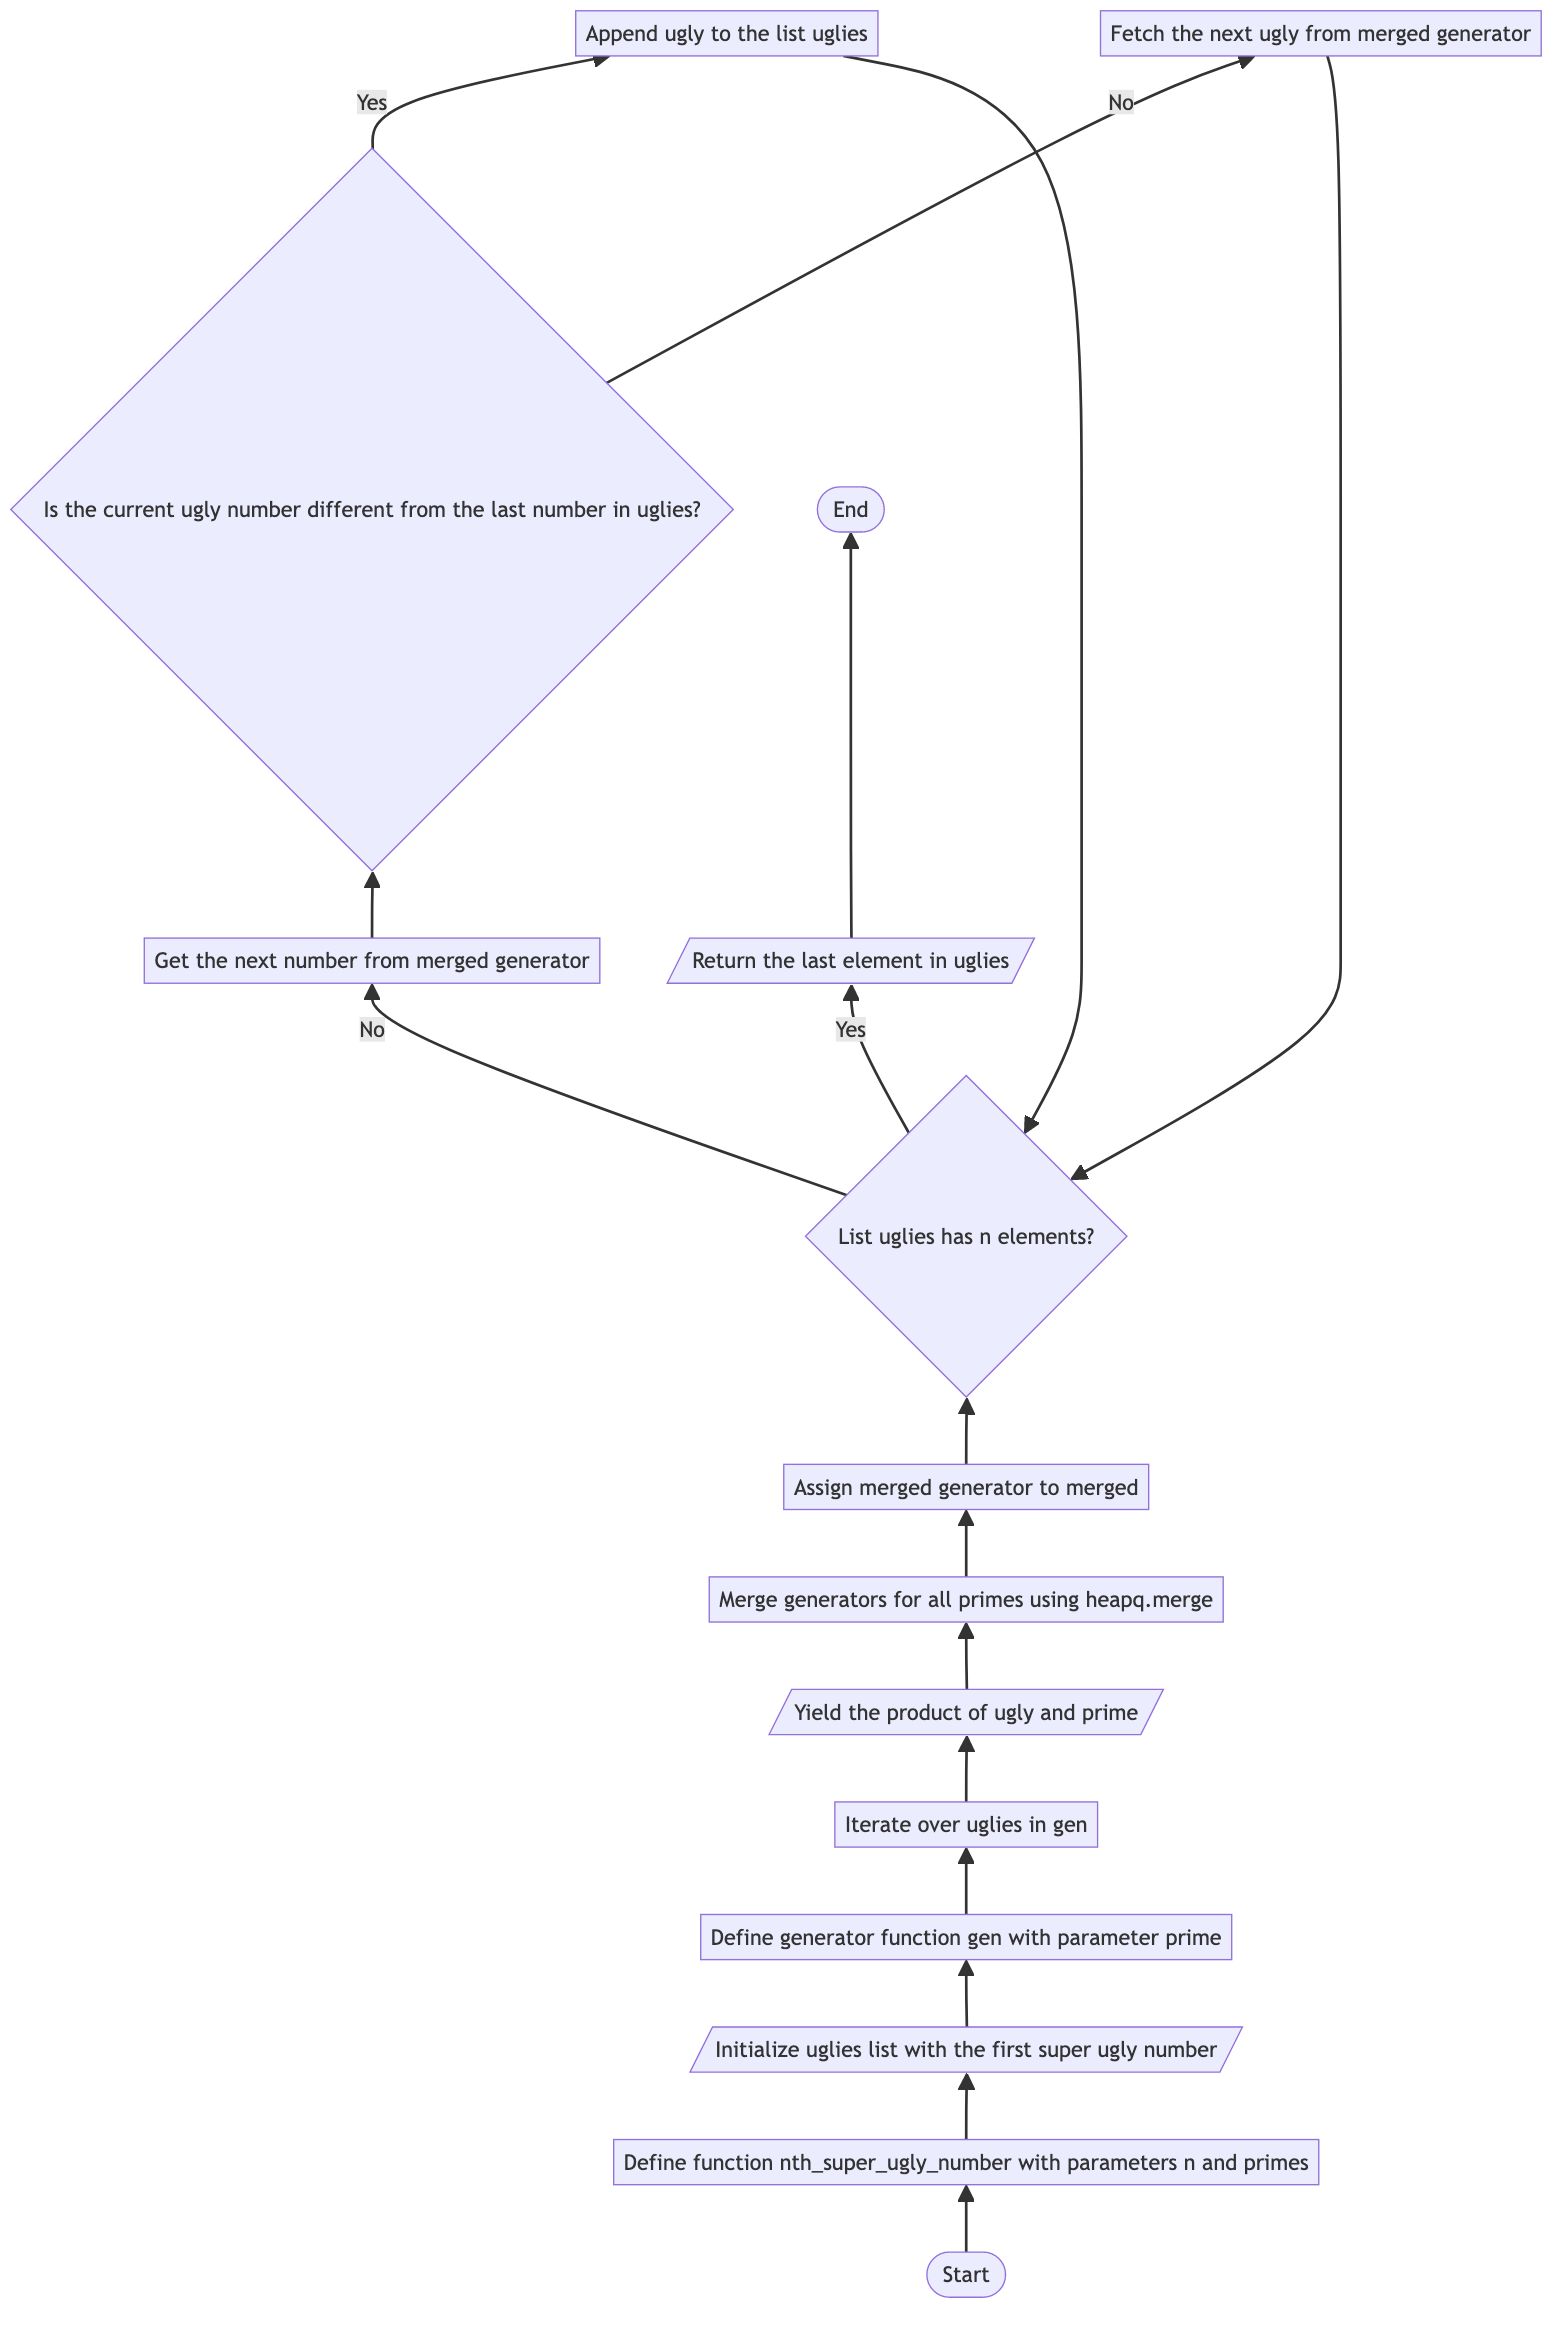 Append ugly to the list uglies
Fetch the next ugly from merged generator
Yes
No
Is the current ugly number different from the last number in uglies?
End
Get the next number from merged generator
Return the last element in uglies
No
Yes
List uglies has n elements?
Assign merged generator to merged
Merge generators for all primes using heapq.merge
Yield the product of ugly and prime
Iterate over uglies in gen
Define generator function gen with parameter prime
Initialize uglies list with the first super ugly number
Define function nth_super_ugly_number with parameters n and primes
Start